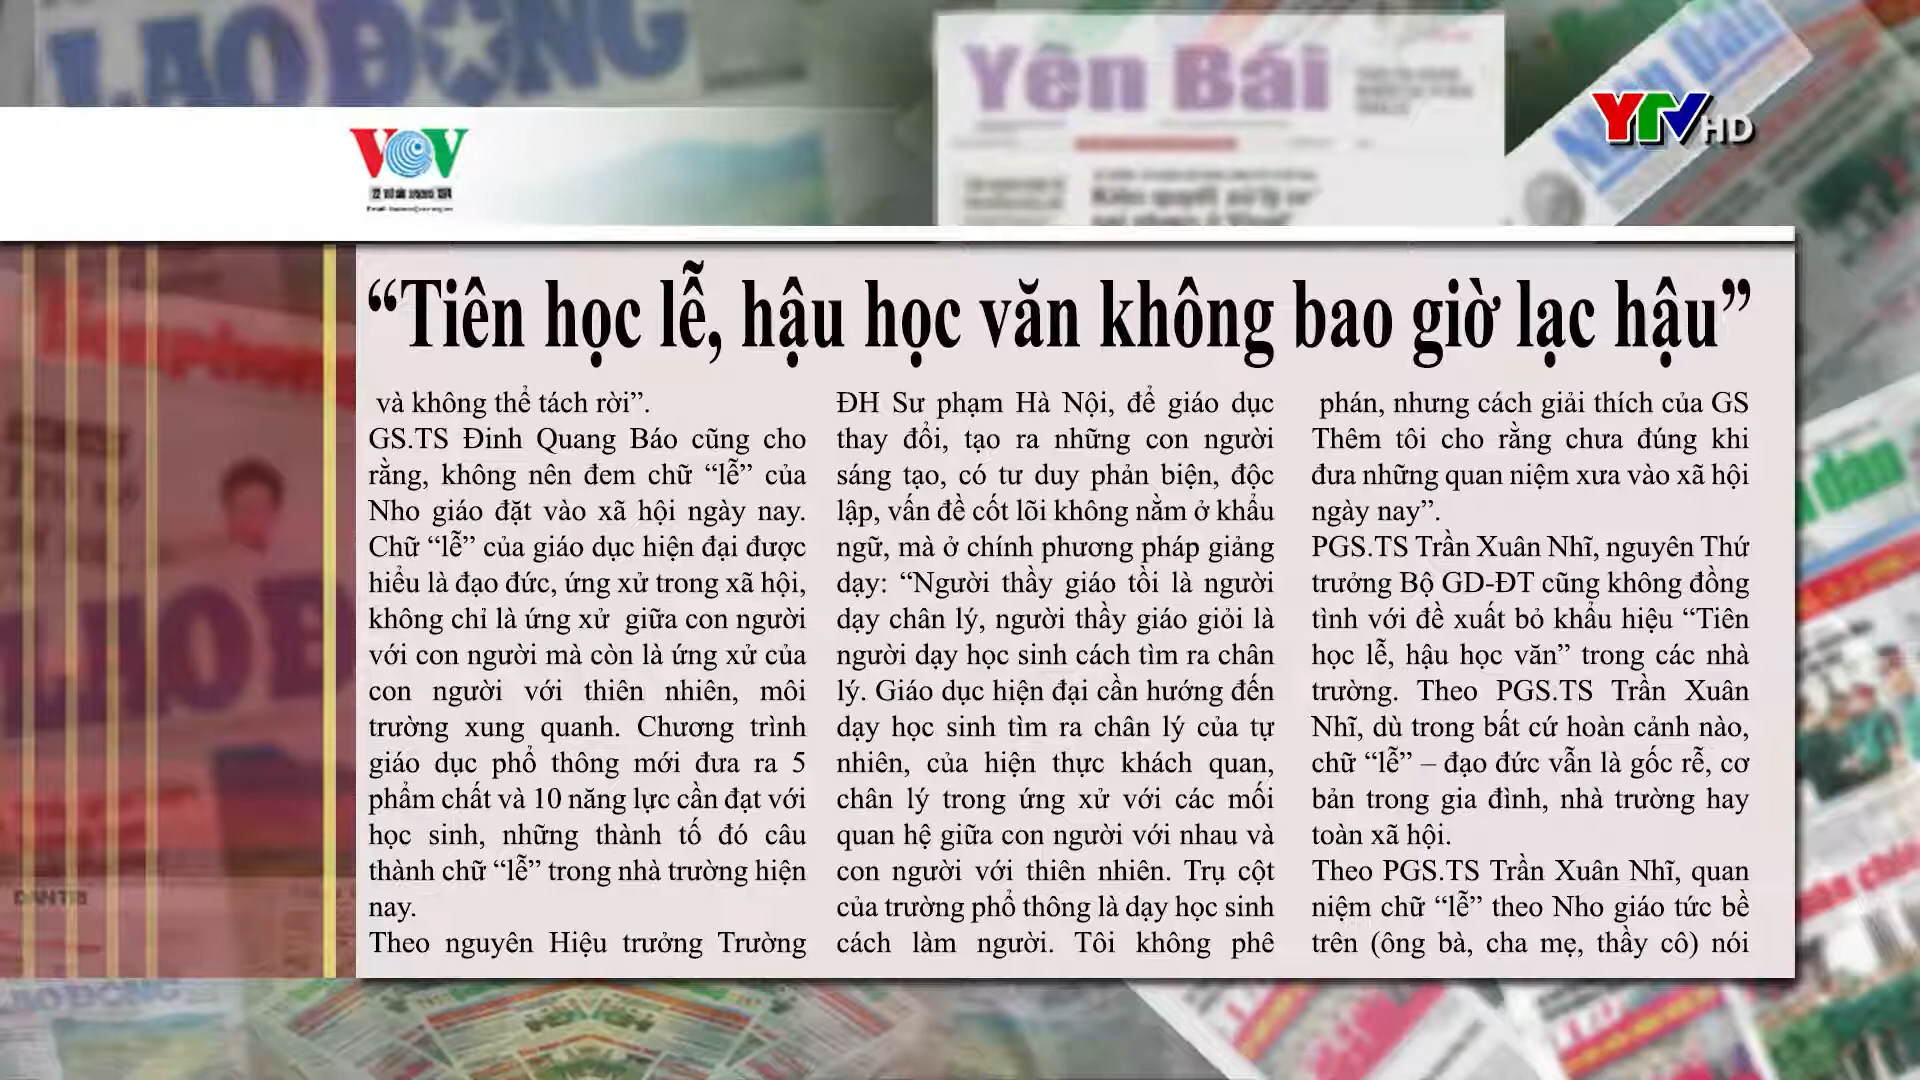 LAO ĐỘNG
Yên Bái
Nhân Dân
YTV HD
VOV
“Tiên học lễ, hậu học văn không bao giờ lạc hậu”
và không thể tách rời”.
GS.TS Đinh Quang Báo cũng cho
rằng, không nên đem chữ “lễ” của
Nho giáo đặt vào xã hội ngày nay.
Chữ “lễ” của giáo dục hiện đại được
hiểu là đạo đức, ứng xử trong xã hội,
không chỉ là ứng xử giữa con người
với con người mà còn là ứng xử của
con người với thiên nhiên, môi
trường xung quanh. Chương trình
giáo dục phổ thông mới đưa ra 5
phẩm chất và 10 năng lực cần đạt với
học sinh, những thành tố đó câu
thành chữ “lễ” trong nhà trường hiện
nay.
Theo nguyên Hiệu trưởng Trường
ĐH Sư phạm Hà Nội, để giáo dục
thay đổi, tạo ra những con người
sáng tạo, có tư duy phản biện, độc
lập, vấn đề cốt lõi không nằm ở khẩu
ngữ, mà ở chính phương pháp giảng
dạy: “Người thầy giáo tồi là người
dạy chân lý, người thầy giáo giỏi là
người dạy học sinh cách tìm ra chân
lý. Giáo dục hiện đại cần hướng đến
dạy học sinh tìm ra chân lý của tự
nhiên, của hiện thực khách quan,
chân lý trong ứng xử với các mối
quan hệ giữa con người với nhau và
con người với thiên nhiên. Trụ cột
của trường phổ thông là dạy học sinh
cách làm người. Tôi không phê
phán, nhưng cách giải thích của GS
Thêm tôi cho rằng chưa đúng khi
đưa những quan niệm xưa vào xã hội
ngày nay”.
PGS.TS Trần Xuân Nhĩ, nguyên Thứ
trưởng Bộ GD-ĐT cũng không đồng
tình với đề xuất bỏ khẩu hiệu “Tiên
học lễ, hậu học văn” trong các nhà
trường. Theo PGS.TS Trần Xuân
Nhĩ, dù trong bất cứ hoàn cảnh nào,
chữ “lễ” – đạo đức vẫn là gốc rễ, cơ
bản trong gia đình, nhà trường hay
toàn xã hội.
Theo PGS.TS Trần Xuân Nhĩ, quan
niệm chữ “lễ” theo Nho giáo tức bề
trên (ông bà, cha mẹ, thầy cô) nói
LAO ĐỘNG
DANTRI
LAO ĐỘNG